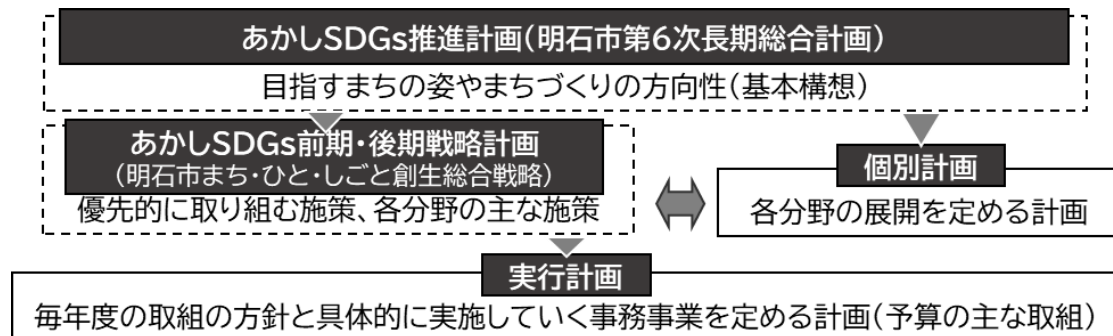 あかしSDGs推進計画(明石市第6次長期総合計画)
目指すまちの姿やまちづくりの方向性(基本構想)
あかしSDGs前期・後期戦略計画
(明石市まち・ひと・しごと創生総合戦略)
優先的に取り組む施策、各分野の主な施策
個別計画
各分野の展開を定める計画
実行計画
毎年度の取組の方針と具体的に実施していく事務事業を定める計画(予算の主な取組)